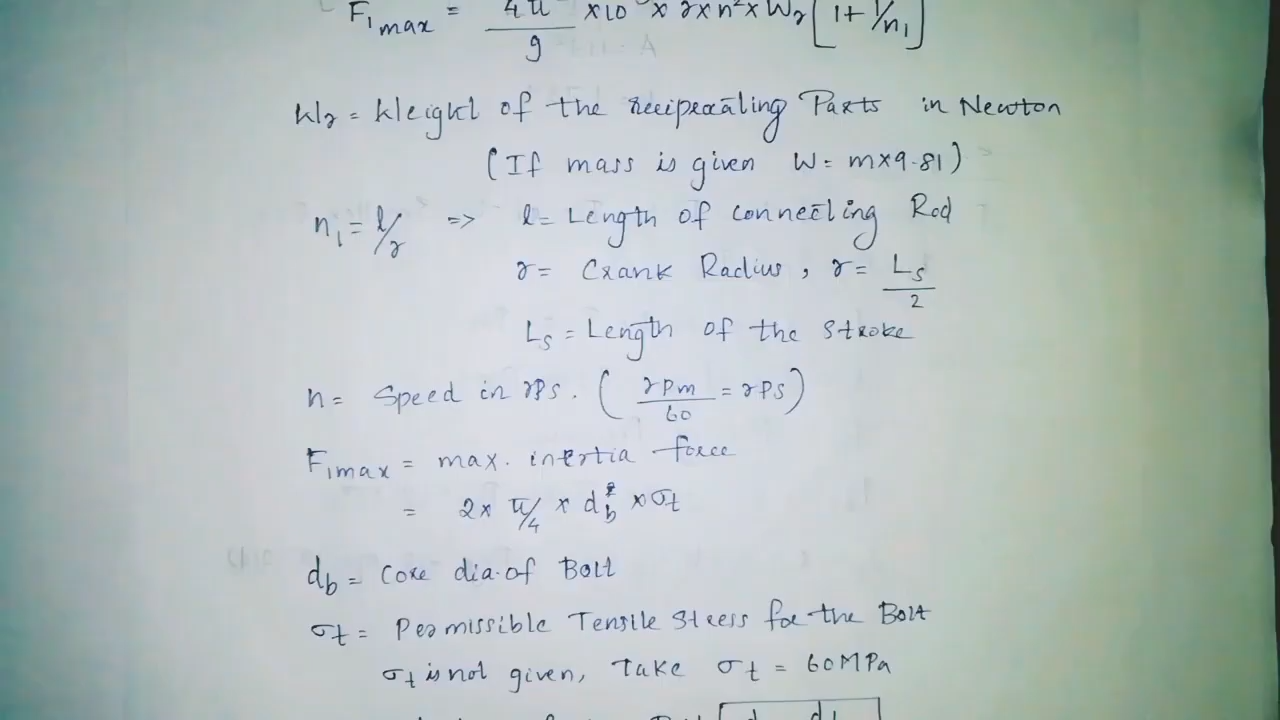 F₁max = 4π/g ×10 × r×n²×Wr [1+1/n₁]
Wr = Weight of the reciprocating Parts in Newton
(If mass is given W= m×9.81)
n₁= l/r => l= Length of connecting Rod
r= Crank Radius, r= Ls/2
Ls = Length of the Stroke
n= Speed in rps. (rpm/60 = rps)
F₁max = max. inertia force
= 2× π/4 × db² ×σt
db = Core dia. of Bolt
σt = Permissible Tensile Stress for the Bolt
σt is not given, Take σt = 60MPa